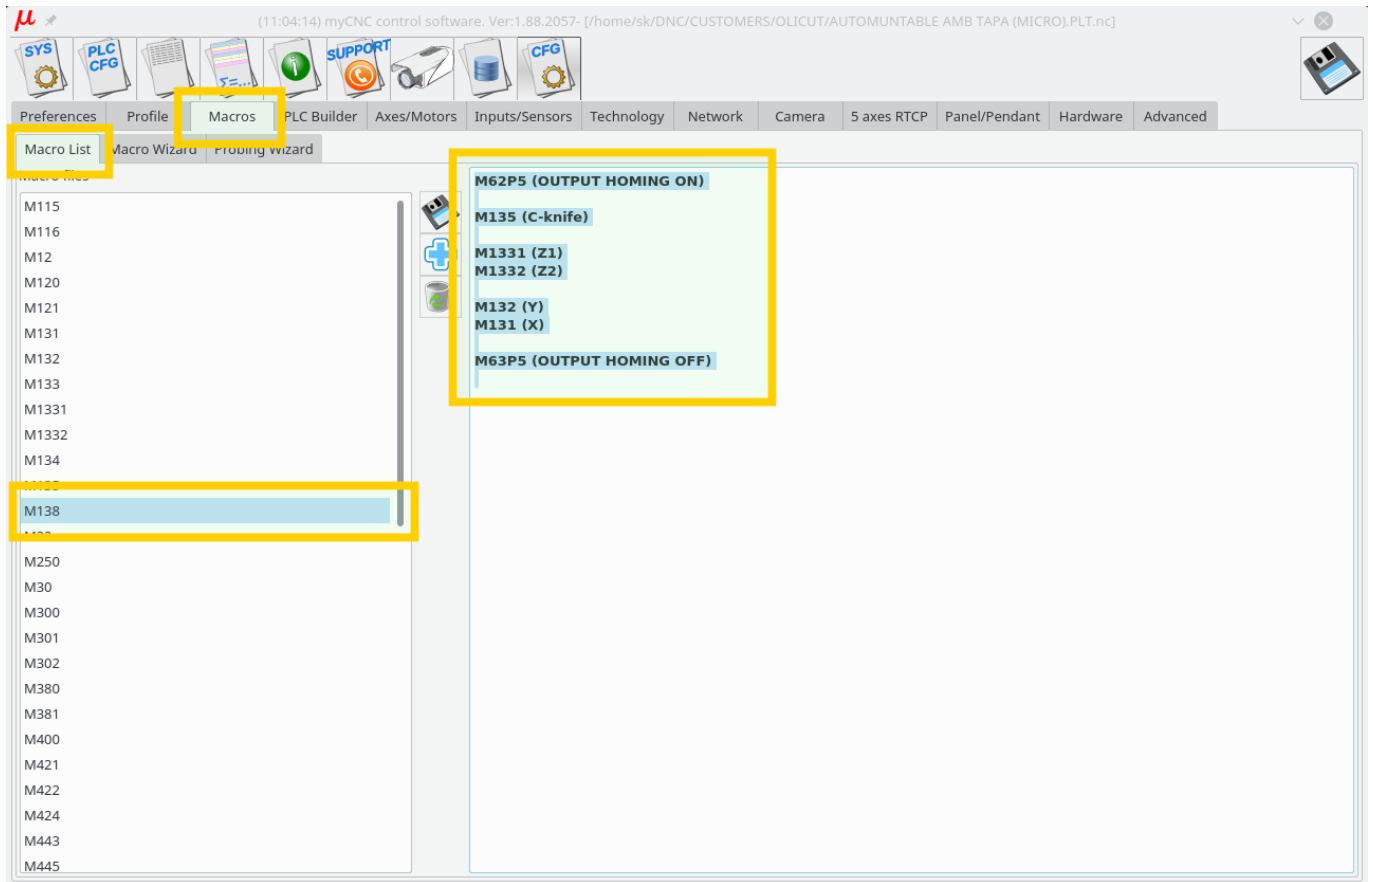 μ
(11:04:14) myCNC control software. Ver:1.88.2057- [/home/sk/DNC/CUSTOMERS/OLICUT/AUTOMUNTABLE AMB TAPA (MICRO).PLT.nc]
SYS PLC CFG Σ=... i SUPPORT CFG
Preferences Profile Macros PLC Builder Axes/Motors Inputs/Sensors Technology Network Camera 5 axes RTCP Panel/Pendant Hardware Advanced
Macro List Macro Wizard Probing Wizard
Macro files
M115
M116
M12
M120
M121
M131
M132
M133
M1331
M1332
M134
M138
M250
M30
M300
M301
M302
M380
M381
M400
M421
M422
M424
M443
M445
M62P5 (OUTPUT HOMING ON)
M135 (C-knife)
M1331 (Z1)
M1332 (Z2)
M132 (Y)
M131 (X)
M63P5 (OUTPUT HOMING OFF)